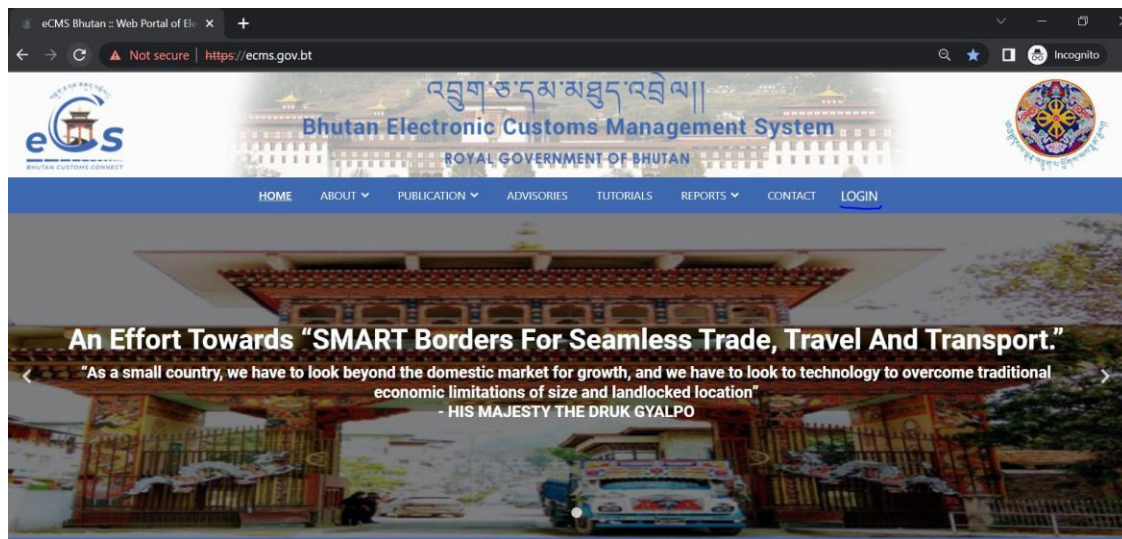 eCMS Bhutan :: Web Portal of Ele
Not secure | https://ecms.gov.bt
Incognito
འབྲུག་ཅ་དམ་མཐུད་འབྲེལ།།
Bhutan Electronic Customs Management System
ROYAL GOVERNMENT OF BHUTAN
eCS
BHUTAN CUSTOMS CONNECT
HOME ABOUT PUBLICATION ADVISORIES TUTORIALS REPORTS CONTACT LOGIN
An Effort Towards “SMART Borders For Seamless Trade, Travel And Transport.”
“As a small country, we have to look beyond the domestic market for growth, and we have to look to technology to overcome traditional
economic limitations of size and landlocked location”
- HIS MAJESTY THE DRUK GYALPO